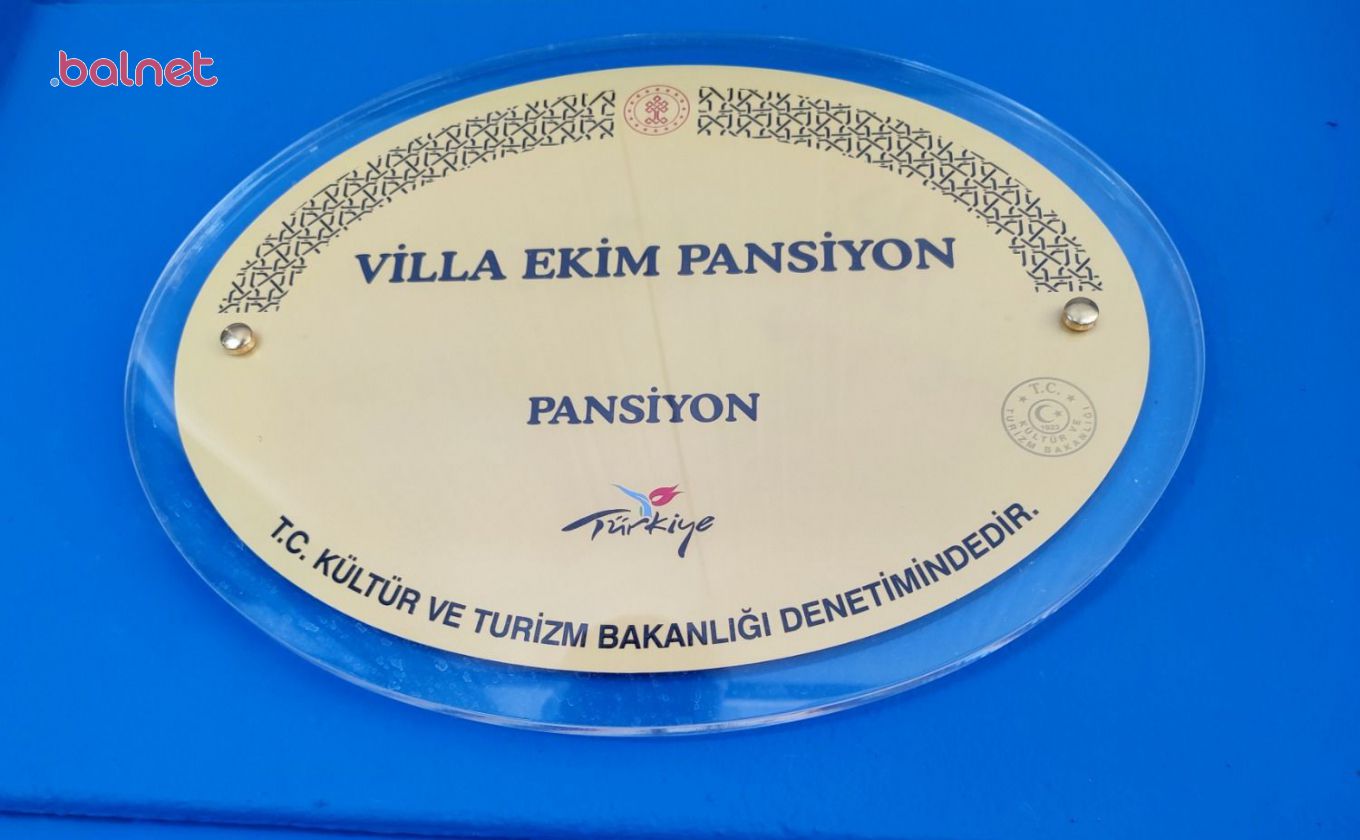 .balnet
VİLLA EKİM PANSİYON
PANSİYON
T.C.
KÜLTÜR VE
TURİZM BAKANLIĞI
1923
Türkiye
T.C. KÜLTÜR VE TURİZM BAKANLIĞI DENETİMİNDEDİR.